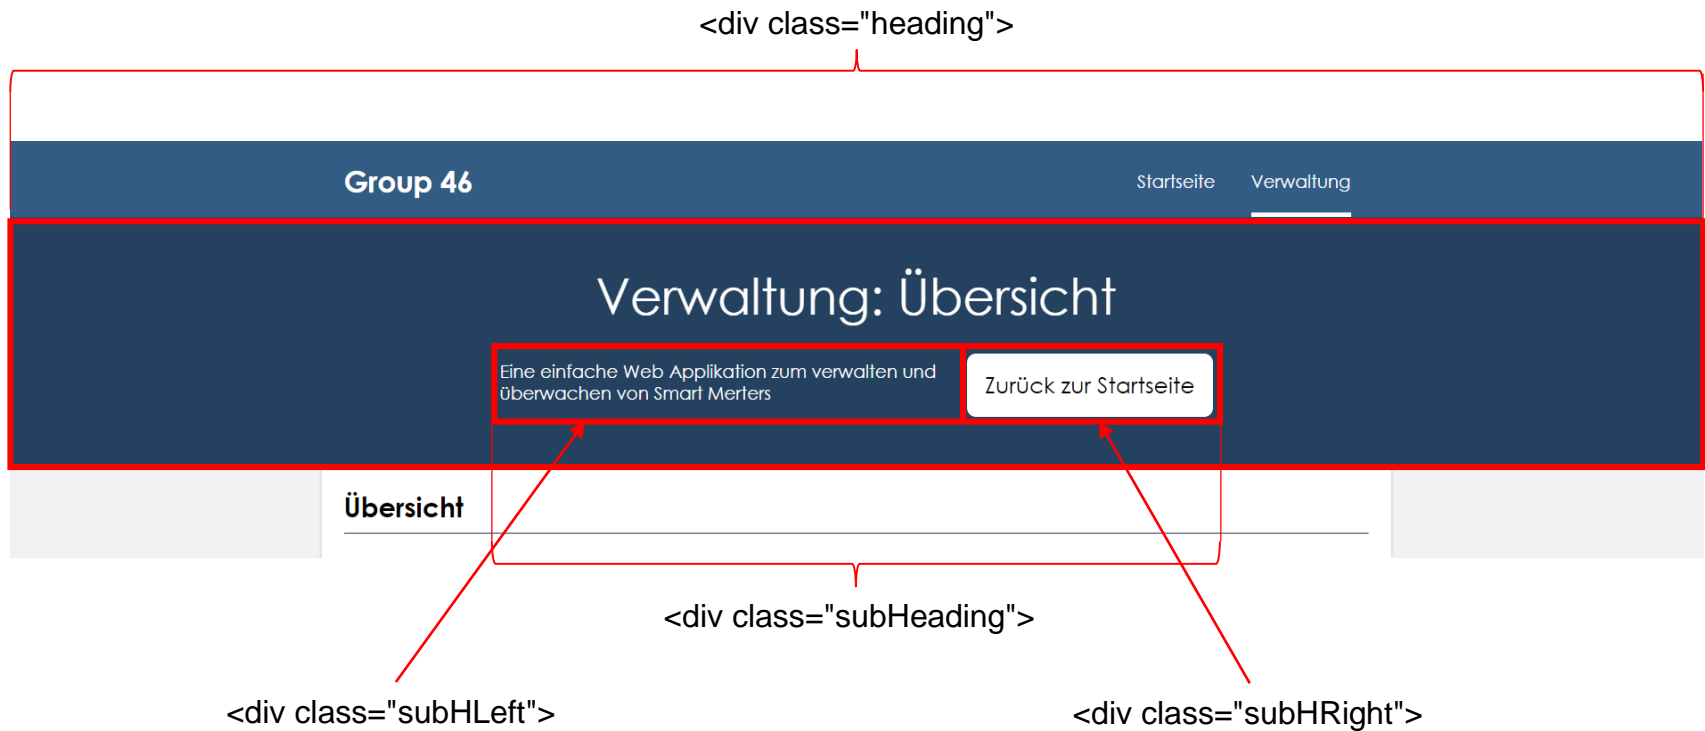 <div class="heading">
Group 46
Startseite Verwaltung
Verwaltung: Übersicht
Eine einfache Web Applikation zum verwalten und
überwachen von Smart Merters
Zurück zur Startseite
Übersicht
<div class="subHeading">
<div class="subHLeft">
<div class="subHRight">